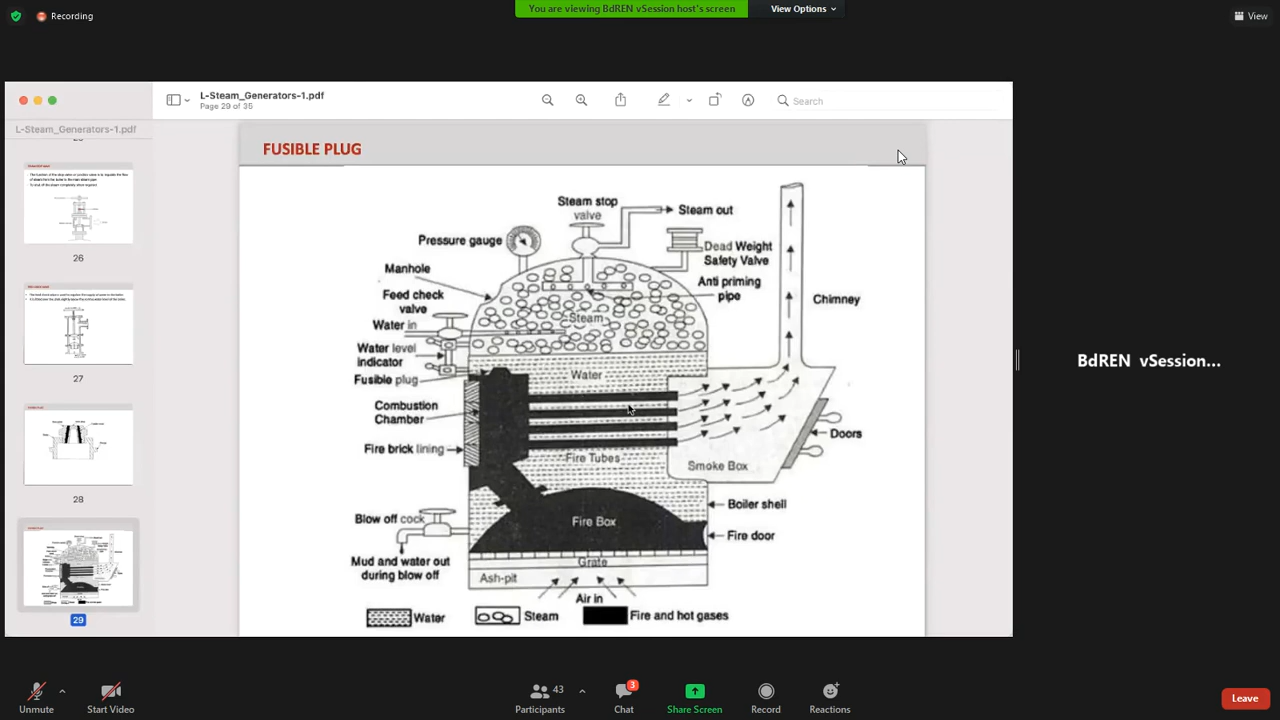 Recording
You are viewing BdREN vSession host's screen
View Options
View
L-Steam_Generators-1.pdf
Page 29 of 35
Search
L-Steam_Generators-1.pdf
26
27
28
29
FUSIBLE PLUG
Steam stop
valve
Steam out
Pressure gauge
Dead Weight
Safety Valve
Manhole
Anti priming
pipe
Feed check
valve
Chimney
Steam
Water in
Water level
indicator
Water
Fusible plug
Combustion
Chamber
Doors
Fire brick lining
Fire Tubes
Smoke Box
Boiler shell
Blow off cock
Fire Box
Fire door
Mud and water out
during blow off
Grate
Ash-pit
Air in
Water
Steam
Fire and hot gases
BdREN vSession...
Unmute
Start Video
43
Participants
3
Chat
Share Screen
Record
Reactions
Leave